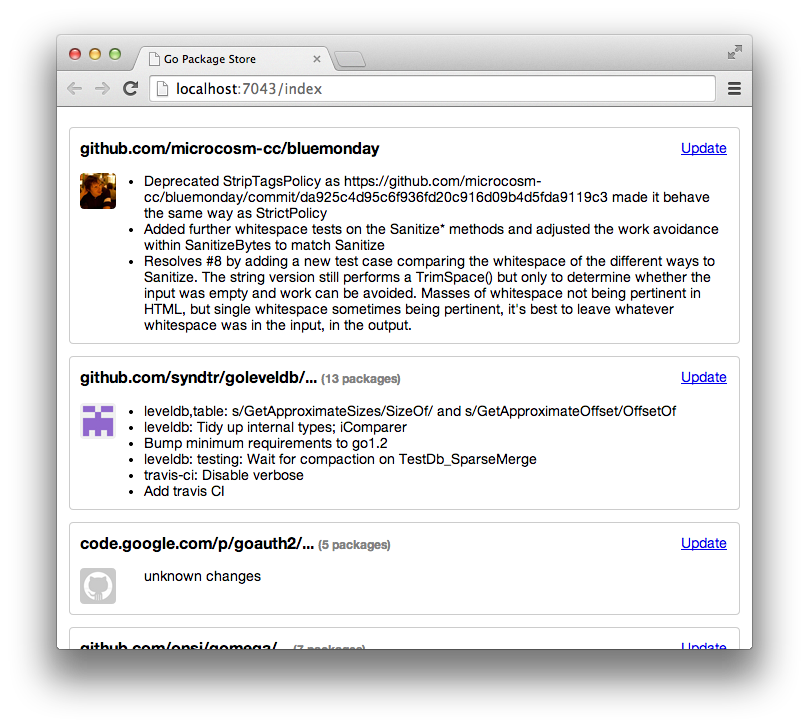 Go Package Store
localhost:7043/index
github.com/microcosm-cc/bluemonday
Update
• Deprecated StripTagsPolicy as https://github.com/microcosm-
cc/bluemonday/commit/da925c4d95c6f936fd20c916d09b4d5fda9119c3 made it behave
the same way as StrictPolicy
• Added further whitespace tests on the Sanitize* methods and adjusted the work avoidance
within SanitizeBytes to match Sanitize
• Resolves #8 by adding a new test case comparing the whitespace of the different ways to
Sanitize. The string version still performs a TrimSpace() but only to determine whether the
input was empty and work can be avoided. Masses of whitespace not being pertinent in
HTML, but single whitespace sometimes being pertinent, it's best to leave whatever
whitespace was in the input, in the output.
github.com/syndtr/goleveldb/... (13 packages)
Update
• leveldb,table: s/GetApproximateSizes/SizeOf/ and s/GetApproximateOffset/OffsetOf
• leveldb: Tidy up internal types; iComparer
• Bump minimum requirements to go1.2
• leveldb: testing: Wait for compaction on TestDb_SparseMerge
• travis-ci: Disable verbose
• Add travis CI
code.google.com/p/goauth2/... (5 packages)
Update
unknown changes
github.com/onsi/gomega/... (7 packages)
Update